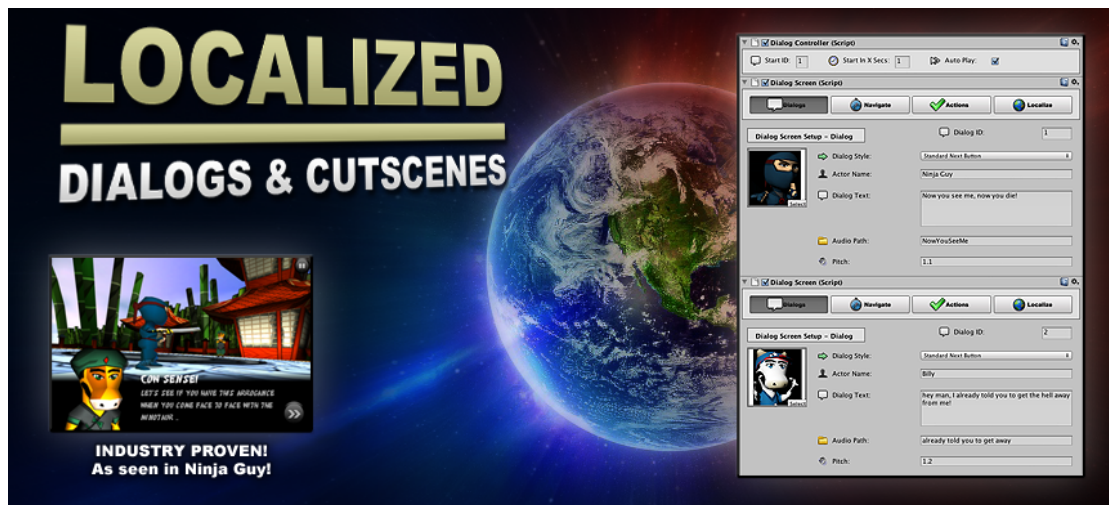 LOCALIZED
DIALOGS & CUTSCENES
COW SENSEI
LET'S SEE IF YOU HAVE THIS ARROGANCE
WHEN YOU COME FACE TO FACE WITH THE
MINOTAUR..
INDUSTRY PROVEN!
As seen in Ninja Guy!
Dialog Controller (Script)
Start ID: 1 Start In X Secs: 1 Auto Play:
Dialog Screen (Script)
Dialogs Navigate Actions Localize
Dialog Screen Setup - Dialog
Dialog ID: 1
Dialog Style: Standard Next Button
Actor Name: Ninja Guy
Select
Dialog Text: Now you see me, now you die!
Audio Path: NowYouSeeMe
Pitch: 1.1
Dialog Screen (Script)
Dialogs Navigate Actions Localize
Dialog Screen Setup - Dialog
Dialog ID: 2
Dialog Style: Standard Next Button
Actor Name: Billy
Select
Dialog Text: hey man, I already told you to get the hell away
from me!
Audio Path: already told you to get away
Pitch: 1.2